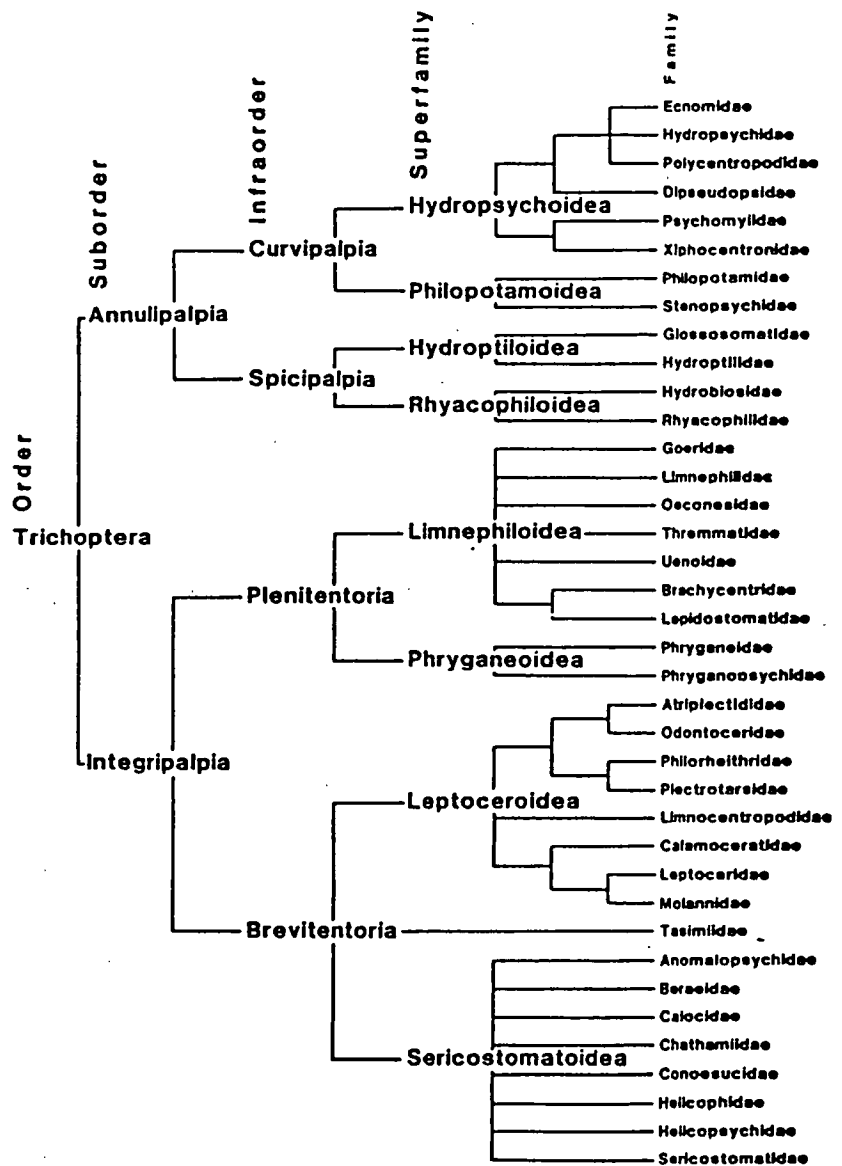 Order
Suborder
Infraorder
Superfamily
Family
Trichoptera
Annulipalpia
Integripalpia
Curvipalpia
Spicipalpia
Plenitentoria
Brevitentoria
Hydropsychoidea
Philopotamoidea
Hydroptiloidea
Rhyacophiloidea
Limnephiloidea
Phryganeoidea
Leptoceroidea
Sericostomatoidea
Ecnomidae
Hydropsychidae
Polycentropodidae
Dipseudopsidae
Psychomyiidae
Xiphocentronidae
Philopotamidae
Stenopsychidae
Glossosomatidae
Hydroptilidae
Hydrobiosidae
Rhyacophilidae
Goeridae
Limnephilidae
Oeconesidae
Thremmatidae
Uenoidae
Brachycentridae
Lepidostomatidae
Phryganeidae
Phryganopsychidae
Atriplectididae
Odontoceridae
Philorheithridae
Plectrotarsidae
Limnocentropodidae
Calamoceratidae
Leptoceridae
Molannidae
Tasimiidae
Anomalopsychidae
Beraeidae
Calocidae
Chathamiidae
Conoesucidae
Helicophidae
Helicopsychidae
Sericostomatidae